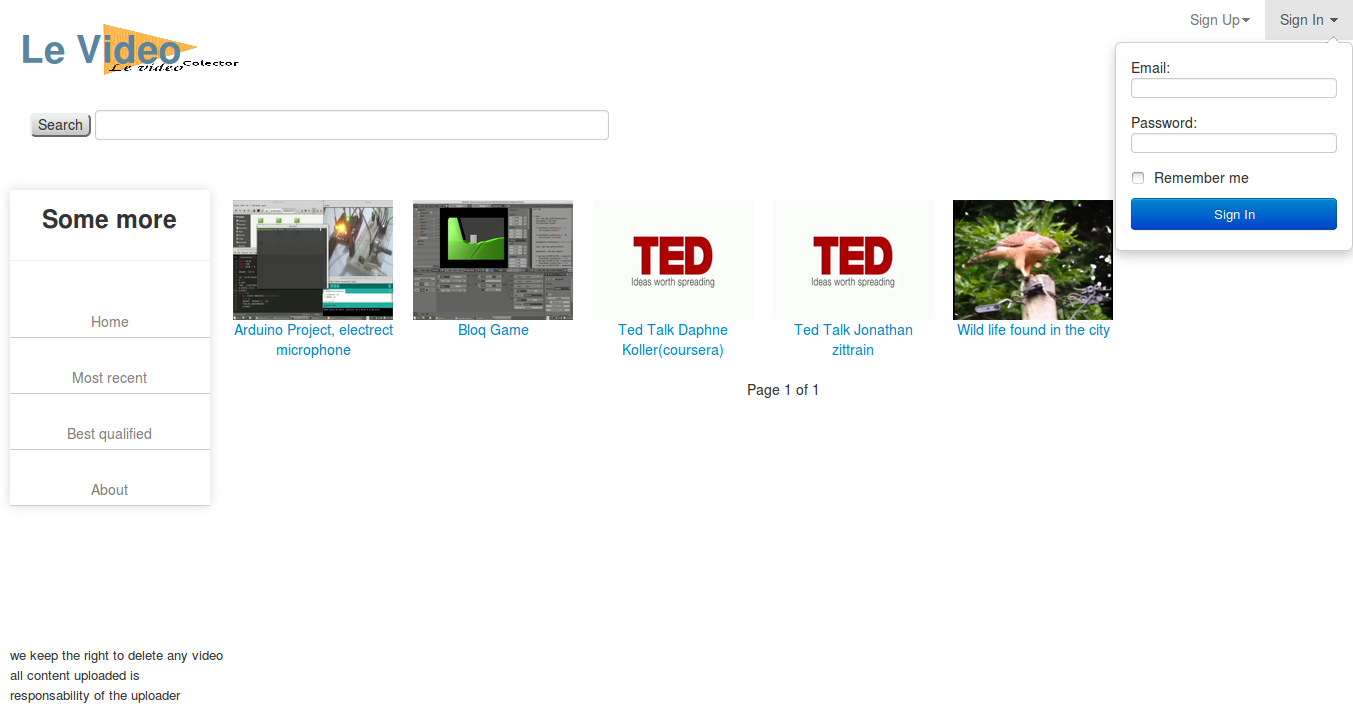 Sign Up
Sign In
Le Video
Le video Colector
Email:
Password:
Remember me
Sign In
Search
Some more
Home
Most recent
Best qualified
About
TED
Ideas worth spreading
TED
Ideas worth spreading
Arduino Project, electrect
microphone
Bloq Game
Ted Talk Daphne
Koller(coursera)
Ted Talk Jonathan
zittrain
Wild life found in the city
Page 1 of 1
we keep the right to delete any video
all content uploaded is
responsability of the uploader